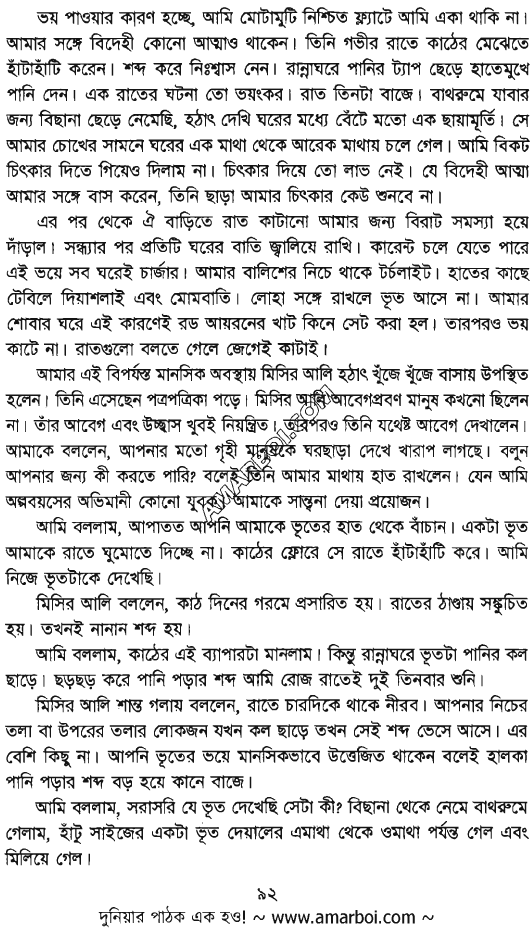 ভয় পাওয়ার কারণ হচ্ছে, আমি মোটামুটি নিশ্চিত ফ্ল্যাটে আমি একা থাকি না।
আমার সঙ্গে বিদেহী কোনো আত্মাও থাকেন। তিনি গভীর রাতে কাঠের মেঝেতে
হাঁটাহাঁটি করেন। শব্দ করে নিঃশ্বাস নেন। রান্নাঘরে পানির ট্যাপ ছেড়ে হাতেমুখে
পানি দেন। এক রাতের ঘটনা তো ভয়ংকর। রাত তিনটা বাজে। বাথরুমে যাবার
জন্য বিছানা ছেড়ে নেমেছি, হঠাৎ দেখি ঘরের মধ্যে বেঁটে মতো এক ছায়ামূর্তি। সে
আমার চোখের সামনে ঘরের এক মাথা থেকে আরেক মাথায় চলে গেল। আমি বিকট
চিৎকার দিতে গিয়েও দিলাম না। চিৎকার দিয়ে তো লাভ নেই। যে বিদেহী আত্মা
আমার সঙ্গে বাস করেন, তিনি ছাড়া আমার চিৎকার কেউ শুনবে না।
এর পর থেকে ঐ বাড়িতে রাত কাটানো আমার জন্য বিরাট সমস্যা হয়ে
দাঁড়াল। সন্ধ্যার পর প্রতিটি ঘরের বাতি জ্বালিয়ে রাখি। কারেন্ট চলে যেতে পারে
এই ভয়ে সব ঘরেই চার্জার। আমার বালিশের নিচে থাকে টর্চলাইট। হাতের কাছে
টেবিলে দিয়াশলাই এবং মোমবাতি। লোহা সঙ্গে রাখলে ভূত আসে না। আমার
শোবার ঘরে এই কারণেই রড আয়রনের খাট কিনে সেট করা হল। তারপরও ভয়
কাটে না। রাতগুলো বলতে গেলে জেগেই কাটাই।
আমার এই বিপর্যস্ত মানসিক অবস্থায় মিসির আলি হঠাৎ খুঁজে খুঁজে বাসায় উপস্থিত
হলেন। তিনি এসেছেন পত্রপত্রিকা পড়ে। মিসির আলি আবেগপ্রবণ মানুষ কখনো ছিলেন
না। তাঁর আবেগ এবং উচ্ছ্বাস খুবই নিয়ন্ত্রিত। তারপরও তিনি যথেষ্ট আবেগ দেখালেন।
আমাকে বললেন, আপনার মতো গৃহী মানুষকে ঘরছাড়া দেখে খারাপ লাগছে। বলুন
আপনার জন্য কী করতে পারি? বলেই তিনি আমার মাথায় হাত রাখলেন। যেন আমি
অল্পবয়সের অভিমানী কোনো যুবক। আমাকে সান্ত্বনা দেয়া প্রয়োজন।
আমি বললাম, আপাতত আপনি আমাকে ভূতের হাত থেকে বাঁচান। একটা ভূত
আমাকে রাতে ঘুমোতে দিচ্ছে না। কাঠের ফ্লোরে সে রাতে হাঁটাহাঁটি করে। আমি
নিজে ভূতটাকে দেখেছি।
মিসির আলি বললেন, কাঠ দিনের গরমে প্রসারিত হয়। রাতের ঠাণ্ডায় সঙ্কুচিত
হয়। তখনই নানান শব্দ হয়।
আমি বললাম, কাঠের এই ব্যাপারটা মানলাম। কিন্তু রান্নাঘরে ভূতটা পানির কল
ছাড়ে। ছড়ছড় করে পানি পড়ার শব্দ আমি রোজ রাতেই দুই তিনবার শুনি।
মিসির আলি শান্ত গলায় বললেন, রাতে চারদিকে থাকে নীরব। আপনার নিচের
তলা বা উপরের তলার লোকজন যখন কল ছাড়ে তখন সেই শব্দ ভেসে আসে। এর
বেশি কিছু না। আপনি ভূতের ভয়ে মানসিকভাবে উত্তেজিত থাকেন বলেই হালকা
পানি পড়ার শব্দ বড় হয়ে কানে বাজে।
আমি বললাম, সরাসরি যে ভূত দেখেছি সেটা কী? বিছানা থেকে নেমে বাথরুমে
গেলাম, হাঁটু সাইজের একটা ভূত দেয়ালের এমাথা থেকে ওমাথা পর্যন্ত গেল এবং
মিলিয়ে গেল।
৯২
দুনিয়ার পাঠক এক হও! ~ www.amarboi.com ~
AMARBOI.COM